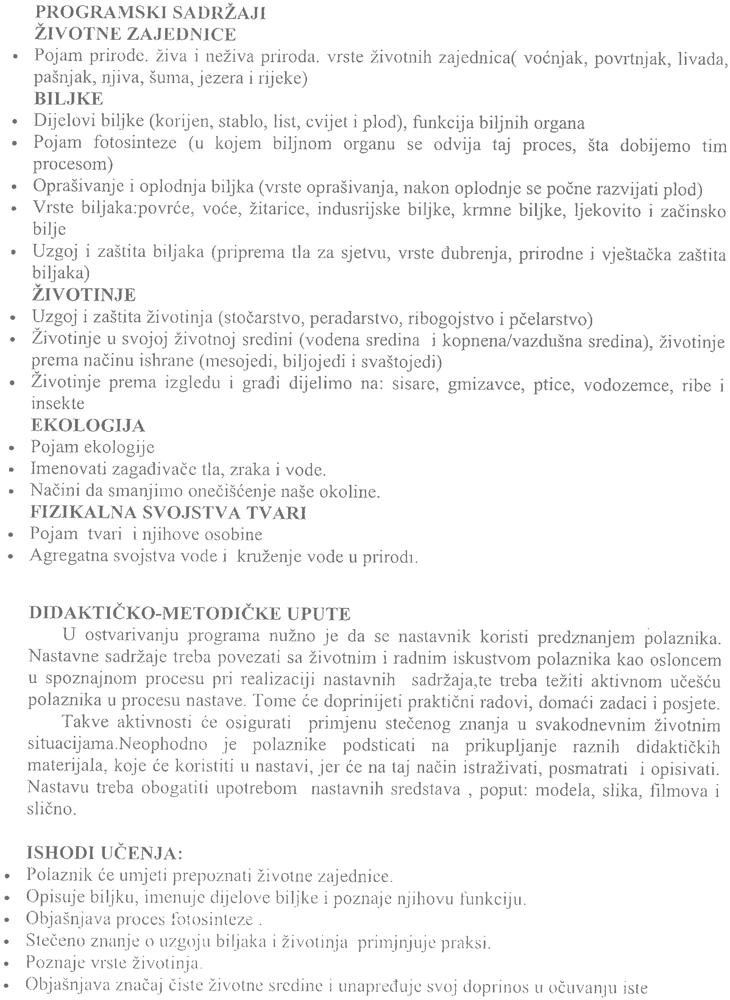 PROGRAMSKI SADRŽAJI
ŽIVOTNE ZAJEDNICE
• Pojam prirode. živa i neživa priroda. vrste životnih zajednica( voćnjak, povrtnjak, livada,
pašnjak, njiva, šuma, jezera i rijeke)
BILJKE
• Dijelovi biljke (korijen, stablo, list, cvijet i plod), funkcija biljnih organa
• Pojam fotosinteze (u kojem biljnom organu se odvija taj proces, šta dobijemo tim
procesom)
• Oprašivanje i oplodnja biljka (vrste oprašivanja, nakon oplodnje se počne razvijati plod)
• Vrste biljaka:povrće, voće, žitarice, indusrijske biljke, krmne biljke, ljekovito i začinsko
bilje
• Uzgoj i zaštita biljaka (priprema tla za sjetvu, vrste đubrenja, prirodne i vještačka zaštita
biljaka)
ŽIVOTINJE
• Uzgoj i zaštita životinja (stočarstvo, peradarstvo, ribogojstvo i pčelarstvo)
• Životinje u svojoj životnoj sredini (vodena sredina i kopnena/vazdušna sredina), životinje
prema načinu ishrane (mesojedi, biljojedi i svaštojedi)
• Životinje prema izgledu i građi dijelimo na: sisare, gmizavce, ptice, vodozemce, ribe i
insekte
EKOLOGIJA
• Pojam ekologije
• Imenovati zagađivače tla, zraka i vode.
• Načini da smanjimo onečišćenje naše okoline.
FIZIKALNA SVOJSTVA TVARI
• Pojam tvari i njihove osobine
• Agregatna svojstva vode i kruženje vode u prirodi.
DIDAKTIČKO-METODIČKE UPUTE
U ostvarivanju programa nužno je da se nastavnik koristi predznanjem polaznika.
Nastavne sadržaje treba povezati sa životnim i radnim iskustvom polaznika kao osloncem
u spoznajnom procesu pri realizaciji nastavnih sadržaja,te treba težiti aktivnom učešću
polaznika u procesu nastave. Tome će doprinijeti praktični radovi, domaći zadaci i posjete.
Takve aktivnosti će osigurati primjenu stečenog znanja u svakodnevnim životnim
situacijama.Neophodno je polaznike podsticati na prikupljanje raznih didaktičkih
materijala, koje će koristiti u nastavi, jer će na taj način istraživati, posmatrati i opisivati.
Nastavu treba obogatiti upotrebom nastavnih sredstava , poput: modela, slika, filmova i
slično.
ISHODI UČENJA:
• Polaznik će umjeti prepoznati životne zajednice.
• Opisuje biljku, imenuje dijelove biljke i poznaje njihovu funkciju.
• Objašnjava proces fotosinteze .
• Stečeno znanje o uzgoju biljaka i životinja primjnjuje praksi.
• Poznaje vrste životinja.
• Objašnjava značaj čiste životne sredine i unapređuje svoj doprinos u očuvanju iste